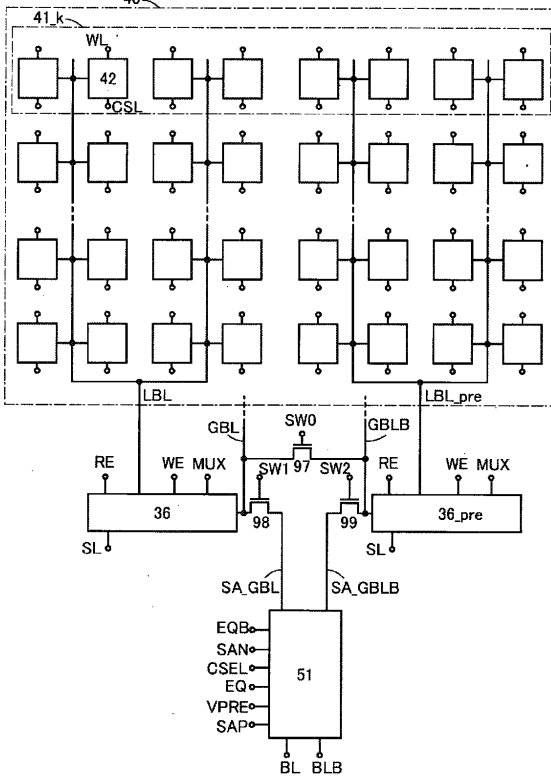 41_k
WL
42
CSL
LBL
LBL_pre
GBL
SW0
GBLB
RE
WE
MUX
SW1
97
SW2
RE
WE
MUX
36
98
99
36_pre
SL
SL
SA_GBL
SA_GBLB
EQB
SAN
CSEL
EQ
VPRE
SAP
51
BL
BLB